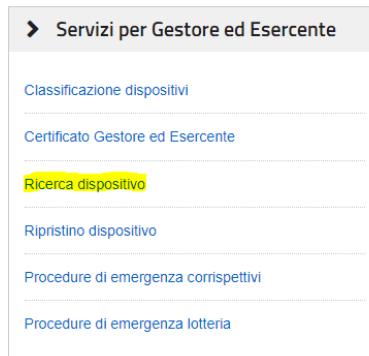 Servizi per Gestore ed Esercente
Classificazione dispositivi
Certificato Gestore ed Esercente
Ricerca dispositivo
Ripristino dispositivo
Procedure di emergenza corrispettivi
Procedure di emergenza lotteria